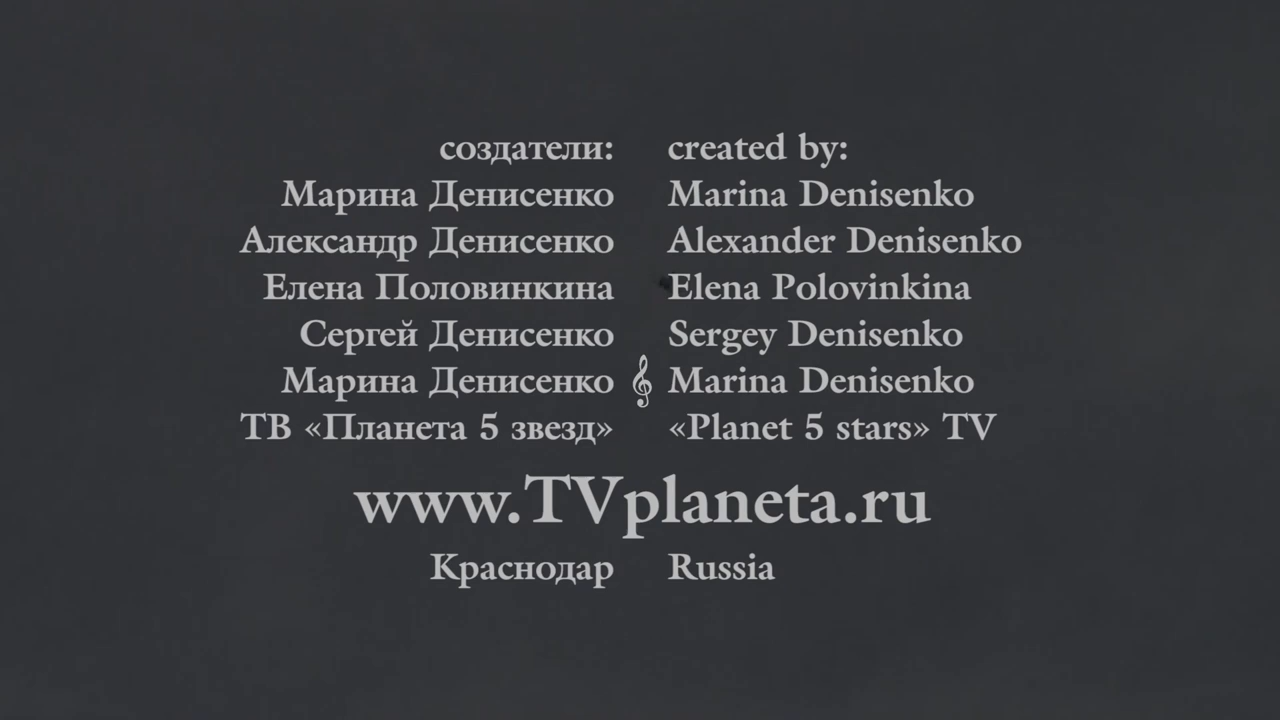 создатели: created by:
Марина Денисенко Marina Denisenko
Александр Денисенко Alexander Denisenko
Елена Половинкина Elena Polovinkina
Сергей Денисенко Sergey Denisenko
Марина Денисенко 𝄞 Marina Denisenko
ТВ «Планета 5 звезд» «Planet 5 stars» TV
www.TVplaneta.ru
Краснодар Russia